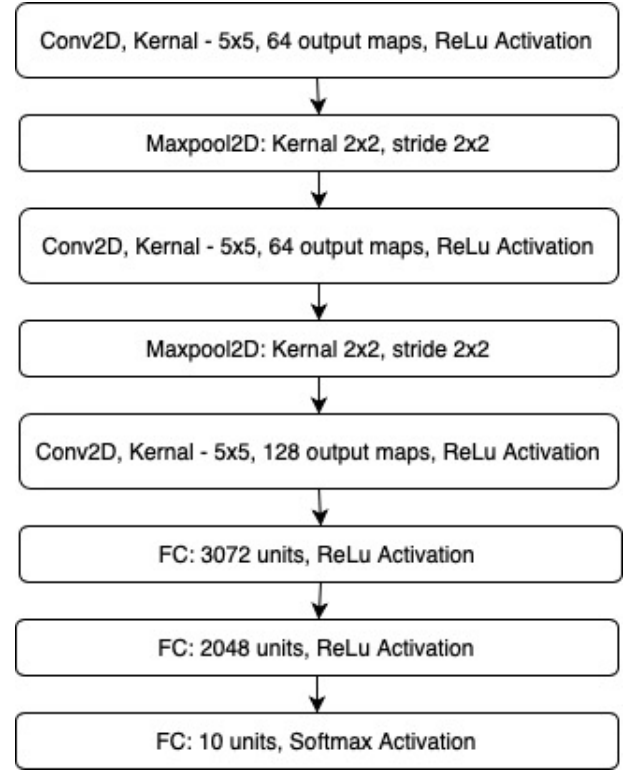 Conv2D, Kernal - 5x5, 64 output maps, ReLu Activation
Maxpool2D: Kernal 2x2, stride 2x2
Conv2D, Kernal - 5x5, 64 output maps, ReLu Activation
Maxpool2D: Kernal 2x2, stride 2x2
Conv2D, Kernal - 5x5, 128 output maps, ReLu Activation
FC: 3072 units, ReLu Activation
FC: 2048 units, ReLu Activation
FC: 10 units, Softmax Activation